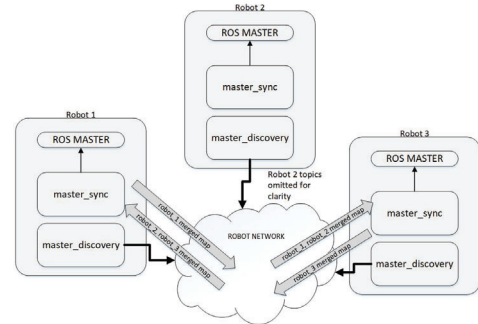 Robot 2
ROS MASTER
master_sync
master_discovery
Robot 2 topics
omitted for
clarity
Robot 1
ROS MASTER
master_sync
master_discovery
robot_1 merged map
robot_2, robot_3 merged map
ROBOT NETWORK
robot_1, robot_2 merged map
robot_3 merged map
Robot 3
ROS MASTER
master_sync
master_discovery